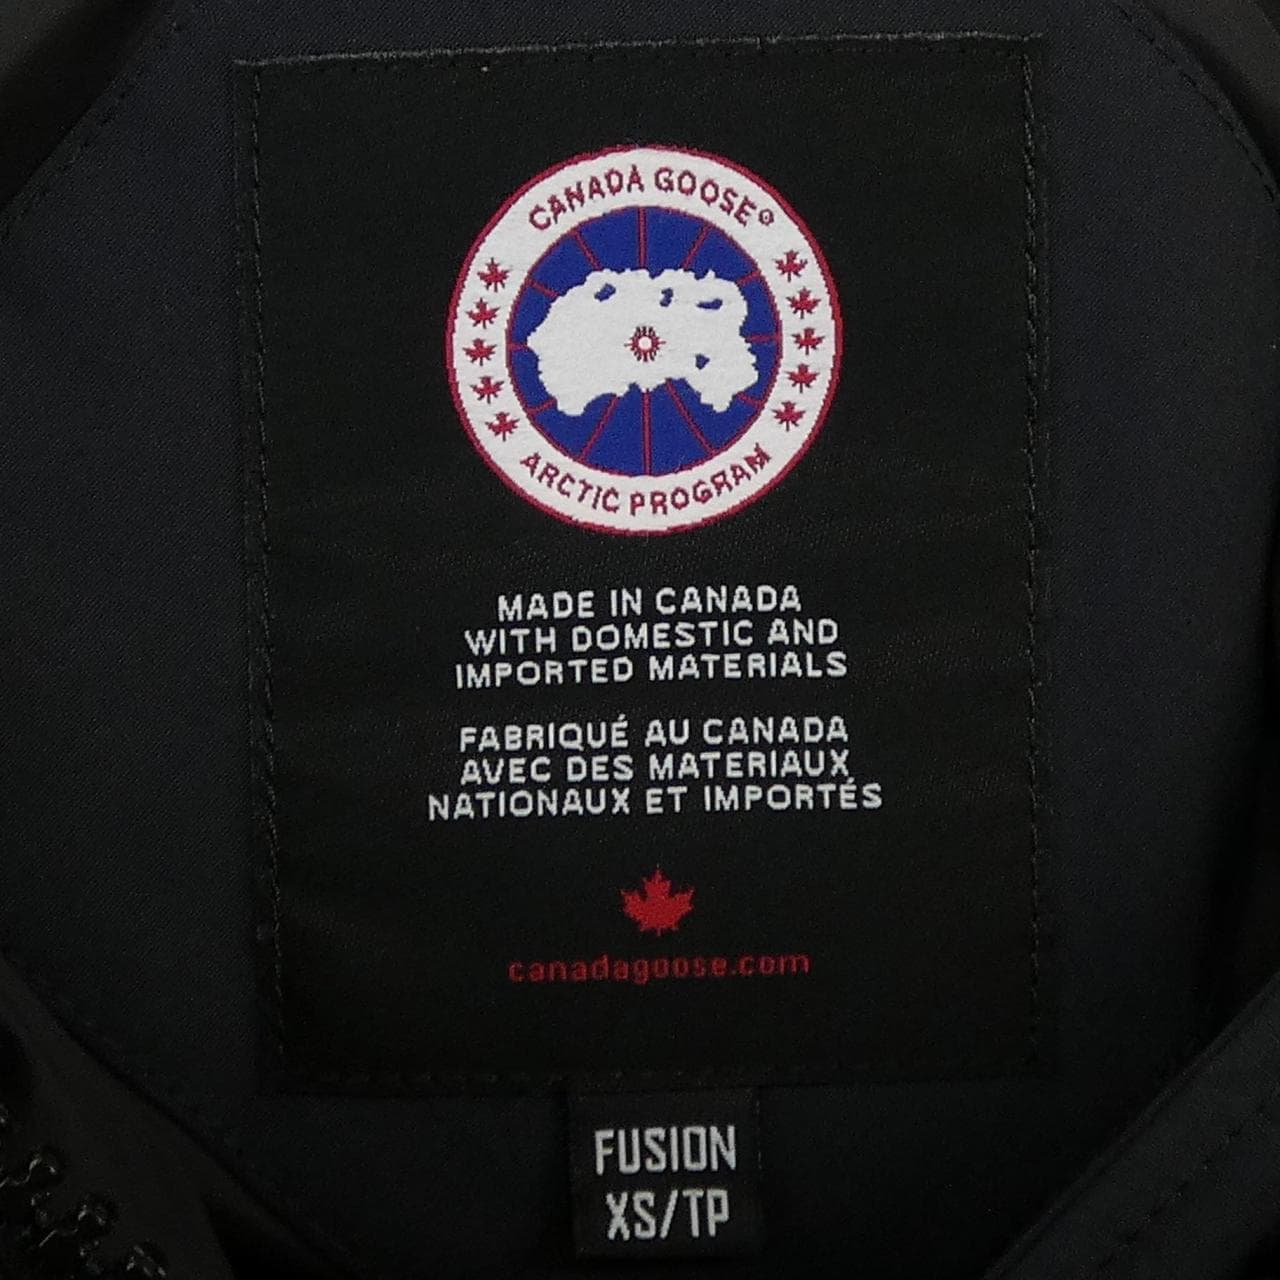 CANADA GOOSE®
ARCTIC PROGRAM
MADE IN CANADA
WITH DOMESTIC AND
IMPORTED MATERIALS
FABRIQUÉ AU CANADA
AVEC DES MATERIAUX
NATIONAUX ET IMPORTÉS
canadagoose.com
FUSION
XS/TP